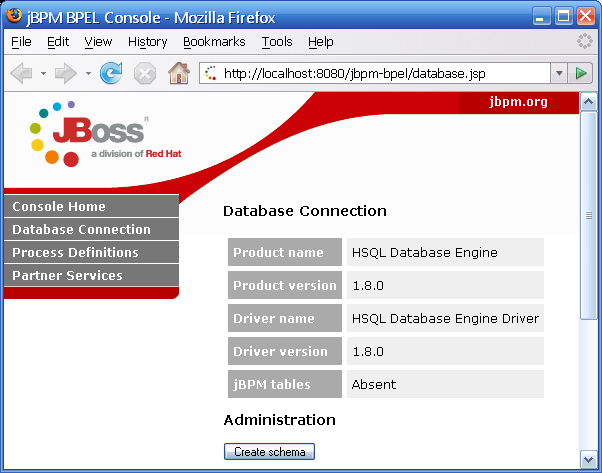 jBPM BPEL Console - Mozilla Firefox
File Edit View History Bookmarks Tools Help
http://localhost:8080/jbpm-bpel/database.jsp
jbpm.org
JBoss®
a division of Red Hat
Console Home
Database Connection
Process Definitions
Partner Services
Database Connection
Product name HSQL Database Engine
Product version 1.8.0
Driver name HSQL Database Engine Driver
Driver version 1.8.0
jBPM tables Absent
Administration
Create schema